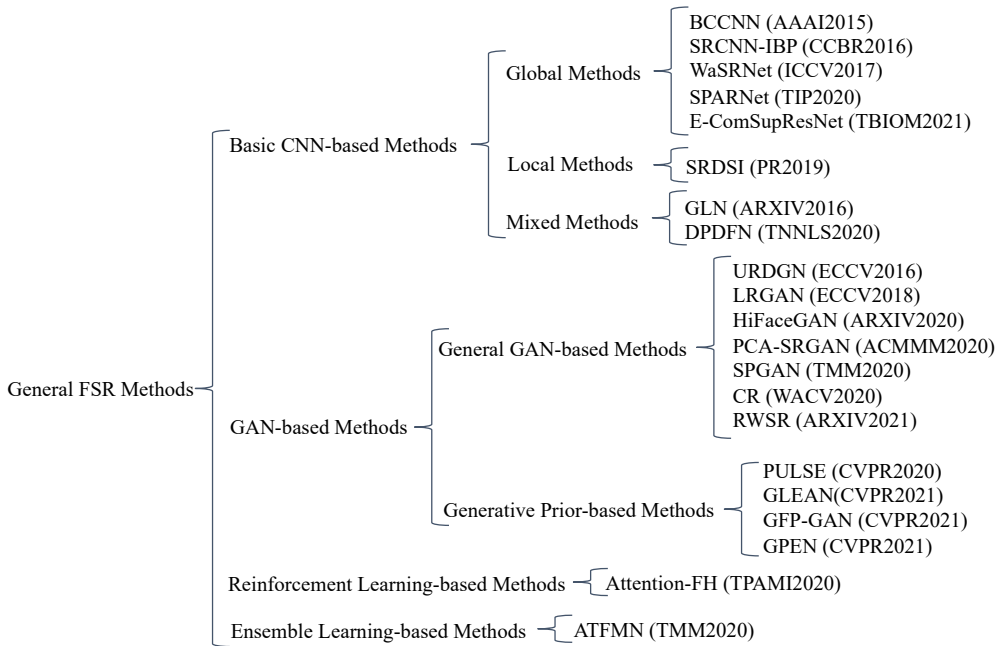 General FSR Methods
Basic CNN-based Methods
Global Methods
BCCNN (AAAI2015)
SRCNN-IBP (CCBR2016)
WaSRNet (ICCV2017)
SPARNet (TIP2020)
E-ComSupResNet (TBIOM2021)
Local Methods
SRDSI (PR2019)
Mixed Methods
GLN (ARXIV2016)
DPDFN (TNNLS2020)
GAN-based Methods
General GAN-based Methods
URDGN (ECCV2016)
LRGAN (ECCV2018)
HiFaceGAN (ARXIV2020)
PCA-SRGAN (ACMMM2020)
SPGAN (TMM2020)
CR (WACV2020)
RWSR (ARXIV2021)
Generative Prior-based Methods
PULSE (CVPR2020)
GLEAN(CVPR2021)
GFP-GAN (CVPR2021)
GPEN (CVPR2021)
Reinforcement Learning-based Methods
Attention-FH (TPAMI2020)
Ensemble Learning-based Methods
ATFMN (TMM2020)